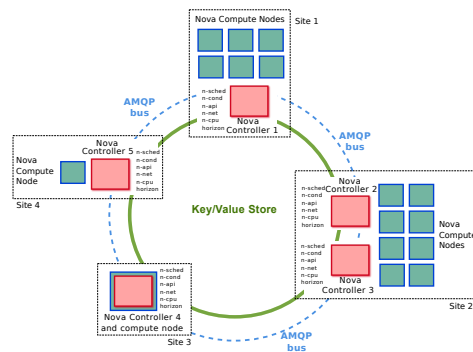 Nova Compute Nodes
Site 1
n-sched
n-cond
n-api
n-net
n-cpu
horizon
Nova
Controller 1
AMQP
bus
AMQP
bus
Nova
Controller 5
n-sched
n-cond
n-api
n-net
n-cpu
horizon
Nova
Compute
Node
Site 4
Key/Value Store
n-sched
n-cond
n-api
n-net
n-cpu
horizon
Nova
Controller 2
n-sched
n-cond
n-api
n-net
n-cpu
horizon
Nova
Controller 3
Nova
Compute
Nodes
Site 2
n-sched
n-cond
n-api
n-net
n-cpu
horizon
Nova Controller 4
and compute node
Site 3
AMQP
bus